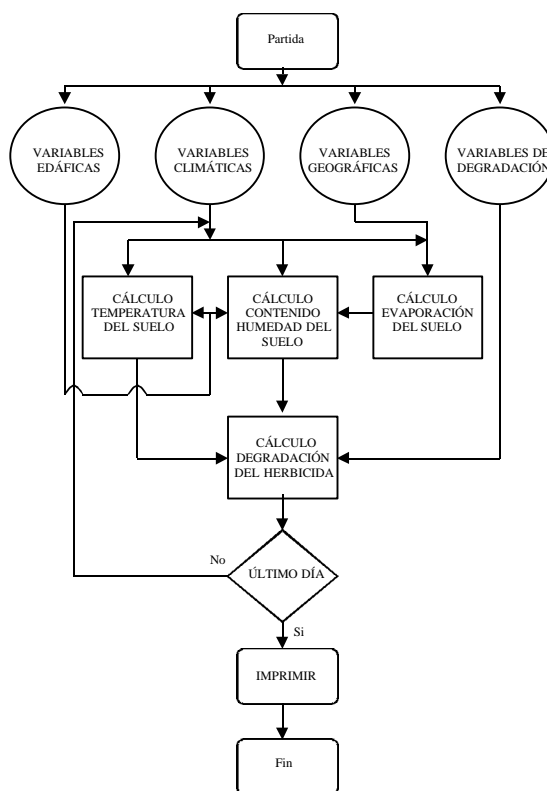 Partida
VARIABLES
EDÁFICAS
VARIABLES
CLIMÁTICAS
VARIABLES
GEOGRÁFICAS
VARIABLES DE
DEGRADACIÓN
CÁLCULO
TEMPERATURA
DEL SUELO
CÁLCULO
CONTENIDO
HUMEDAD DEL
SUELO
CÁLCULO
EVAPORACIÓN
DEL SUELO
CÁLCULO
DEGRADACIÓN
DEL HERBICIDA
No
ÚLTIMO DÍA
Si
IMPRIMIR
Fin